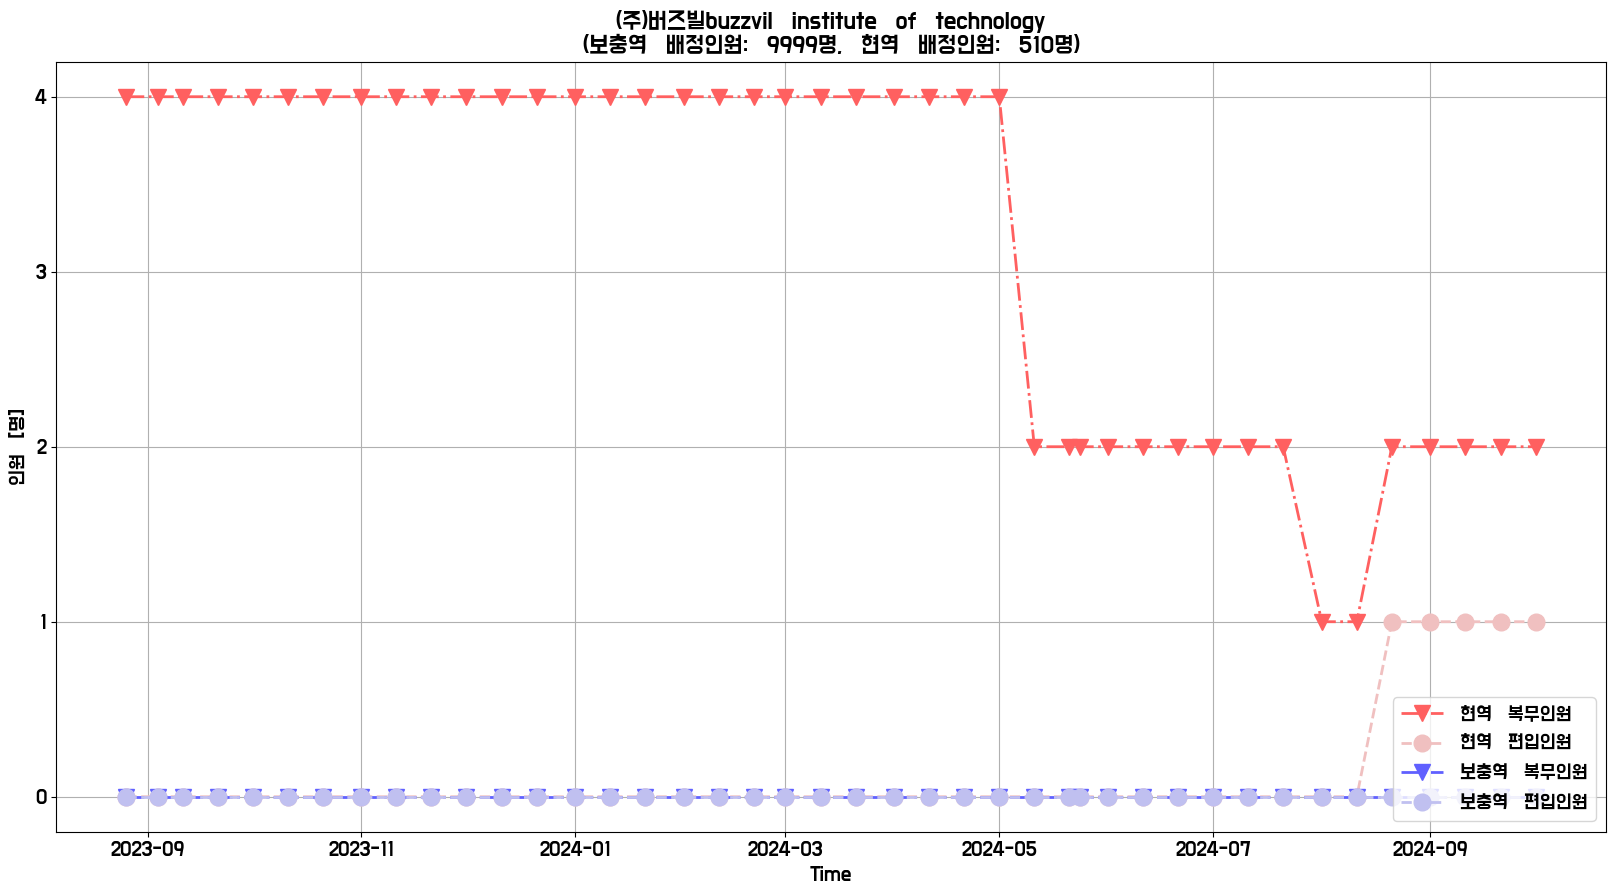 (주)버즈빌buzzvil institute of technology
(보충역 배정인원: 9999명, 현역 배정인원: 510명)
인원 [명]
4
3
2
1
0
2023-09
2023-11
2024-01
2024-03
2024-05
2024-07
2024-09
Time
현역 복무인원
현역 편입인원
보충역 복무인원
보충역 편입인원